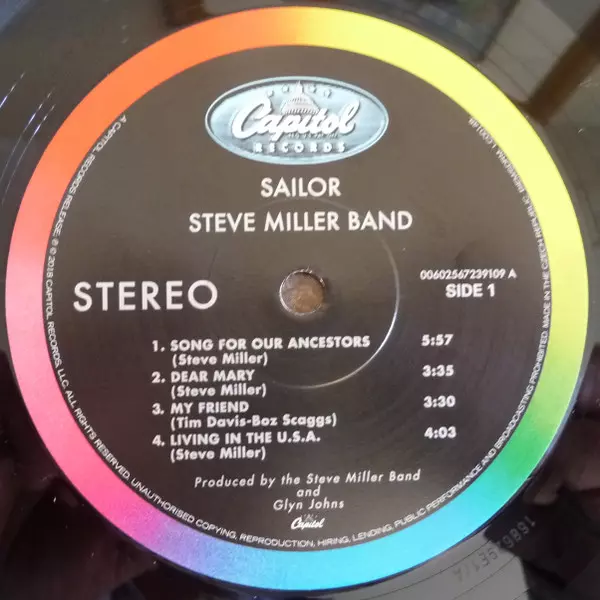 Capitol
RECORDS
SAILOR
STEVE MILLER BAND
STEREO
00602567239109 A
SIDE 1
1. SONG FOR OUR ANCESTORS 5:57
(Steve Miller)
2. DEAR MARY 3:35
(Steve Miller)
3. MY FRIEND 3:30
(Tim Davis-Boz Scaggs)
4. LIVING IN THE U.S.A. 4:03
(Steve Miller)
Produced by the Steve Miller Band
and
Glyn Johns
Capitol
A CAPITOL RECORDS RELEASE; ℗ © 2018 CAPITOL RECORDS, LLC. ALL RIGHTS RESERVED. UNAUTHORISED COPYING, REPRODUCTION, HIRING, LENDING, PUBLIC PERFORMANCE AND BROADCASTING PROHIBITED. MADE IN THE CZECH REPUBLIC.